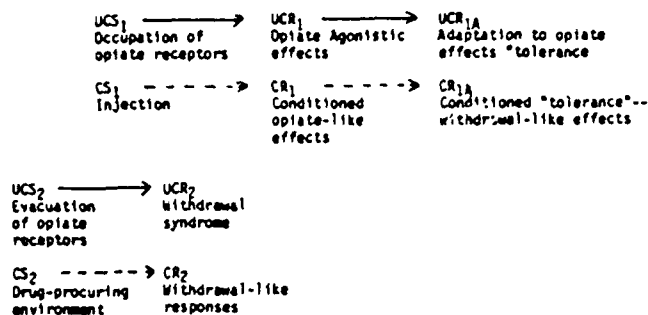 UCS1 UCR1 UCR1A
Occupation of Opiate Agonistic Adaptation to opiate
opiate receptors effects effects "tolerance
CS1 CR1 CR1A
Injection Conditioned Conditioned "tolerance"--
opiate-like withdrawal-like effects
effects
UCS2 UCR2
Evacuation Withdrawal
of opiate syndrome
receptors
CS2 CR2
Drug-procuring Withdrawal-like
environment responses